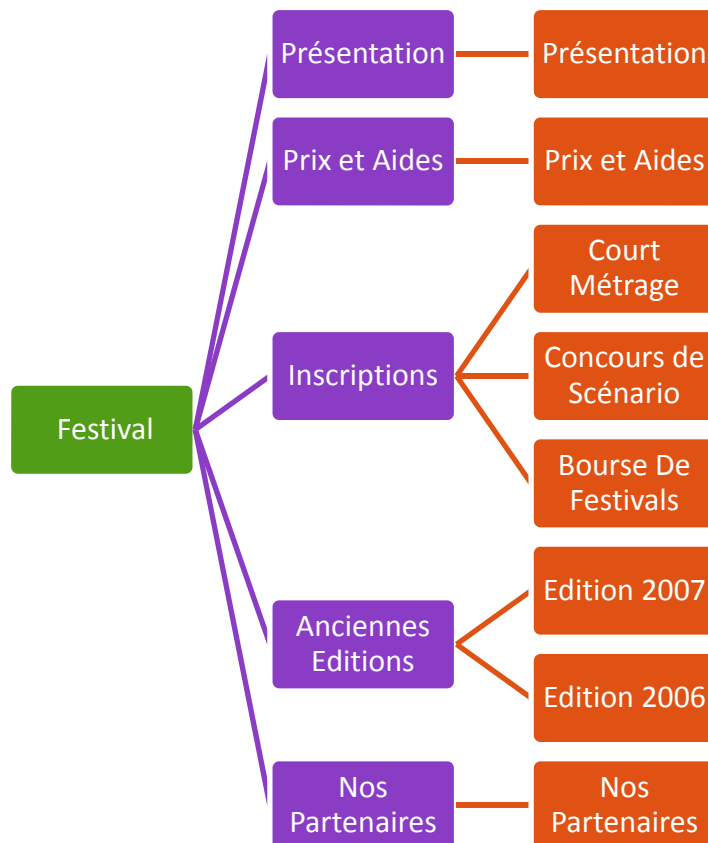 Festival
Présentation
Présentation
Prix et Aides
Prix et Aides
Inscriptions
Court
Métrage
Concours de
Scénario
Bourse De
Festivals
Anciennes
Editions
Edition 2007
Edition 2006
Nos
Partenaires
Nos
Partenaires